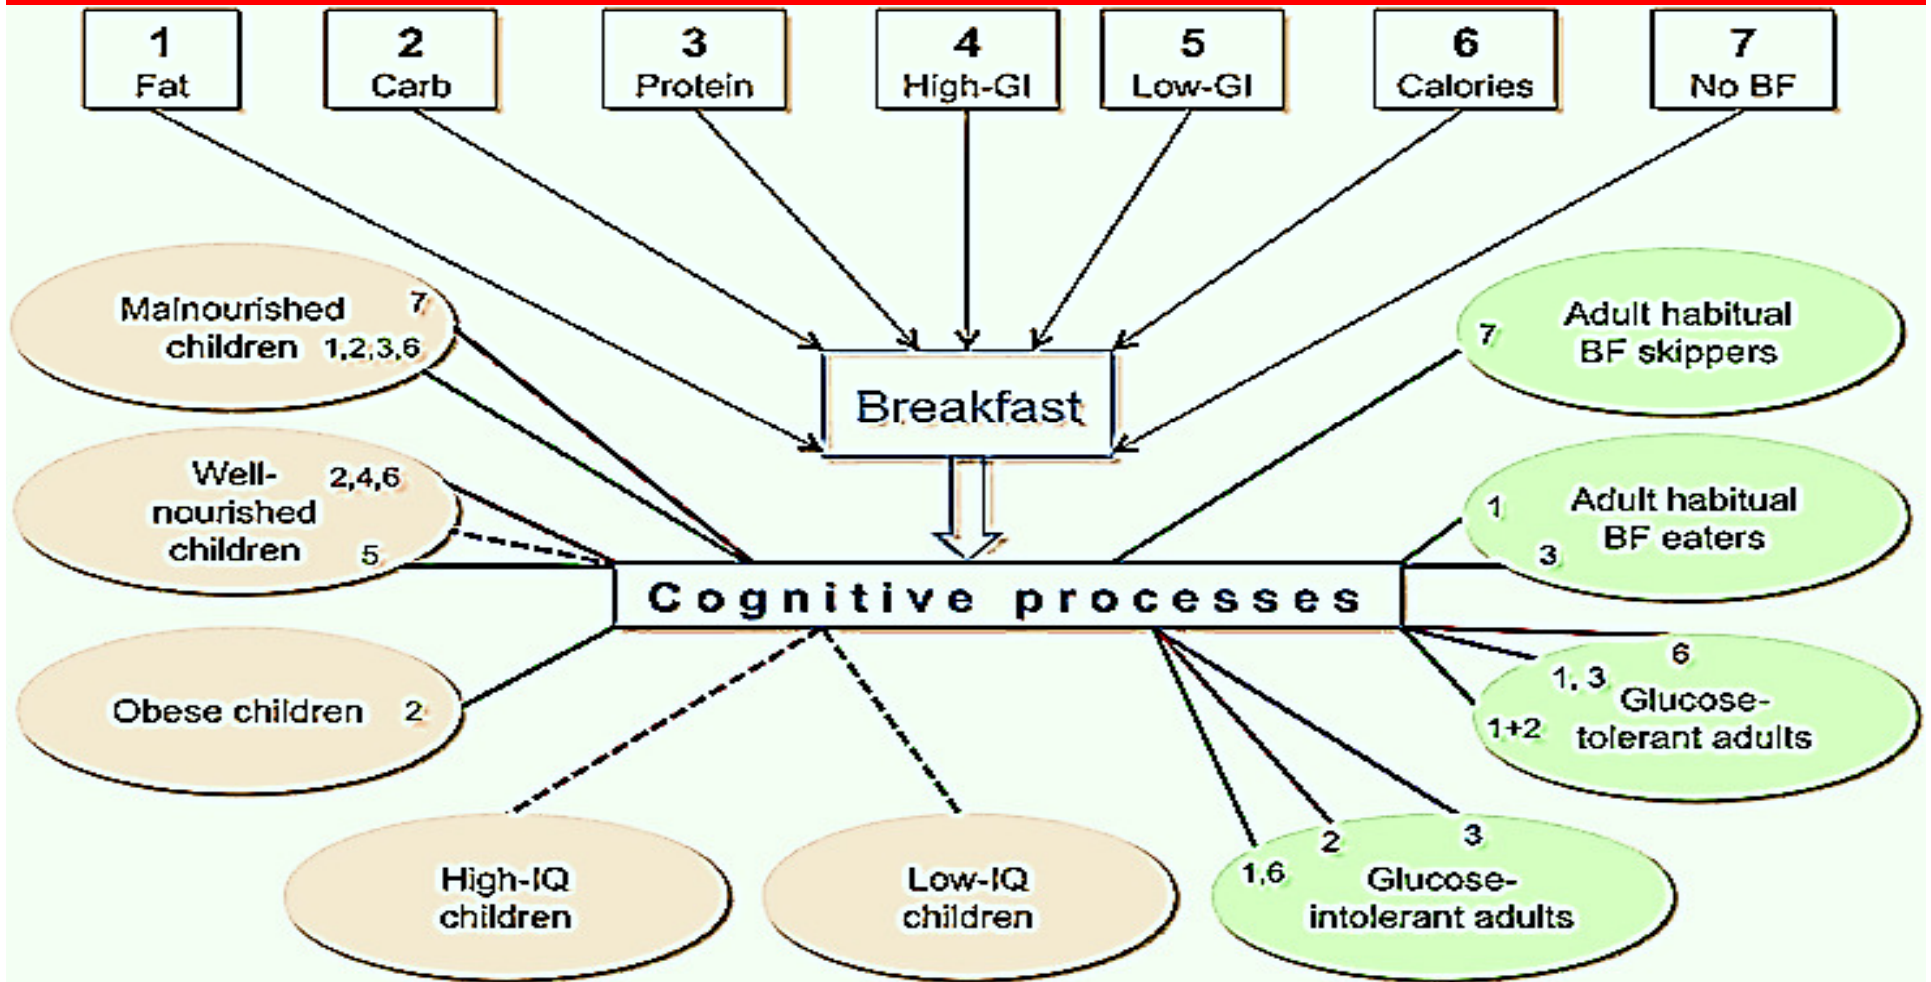 1
Fat
2
Carb
3
Protein
4
High-GI
5
Low-GI
6
Calories
7
No BF
Breakfast
Malnourished
children
7
1,2,3,6
Well-
nourished
children
2,4,6
5
Obese children
2
Cognitive processes
7
Adult habitual
BF skippers
1
3
Adult habitual
BF eaters
6
1, 3
1+2
Glucose-
tolerant adults
High-IQ
children
Low-IQ
children
1,6
2
3
Glucose-
intolerant adults